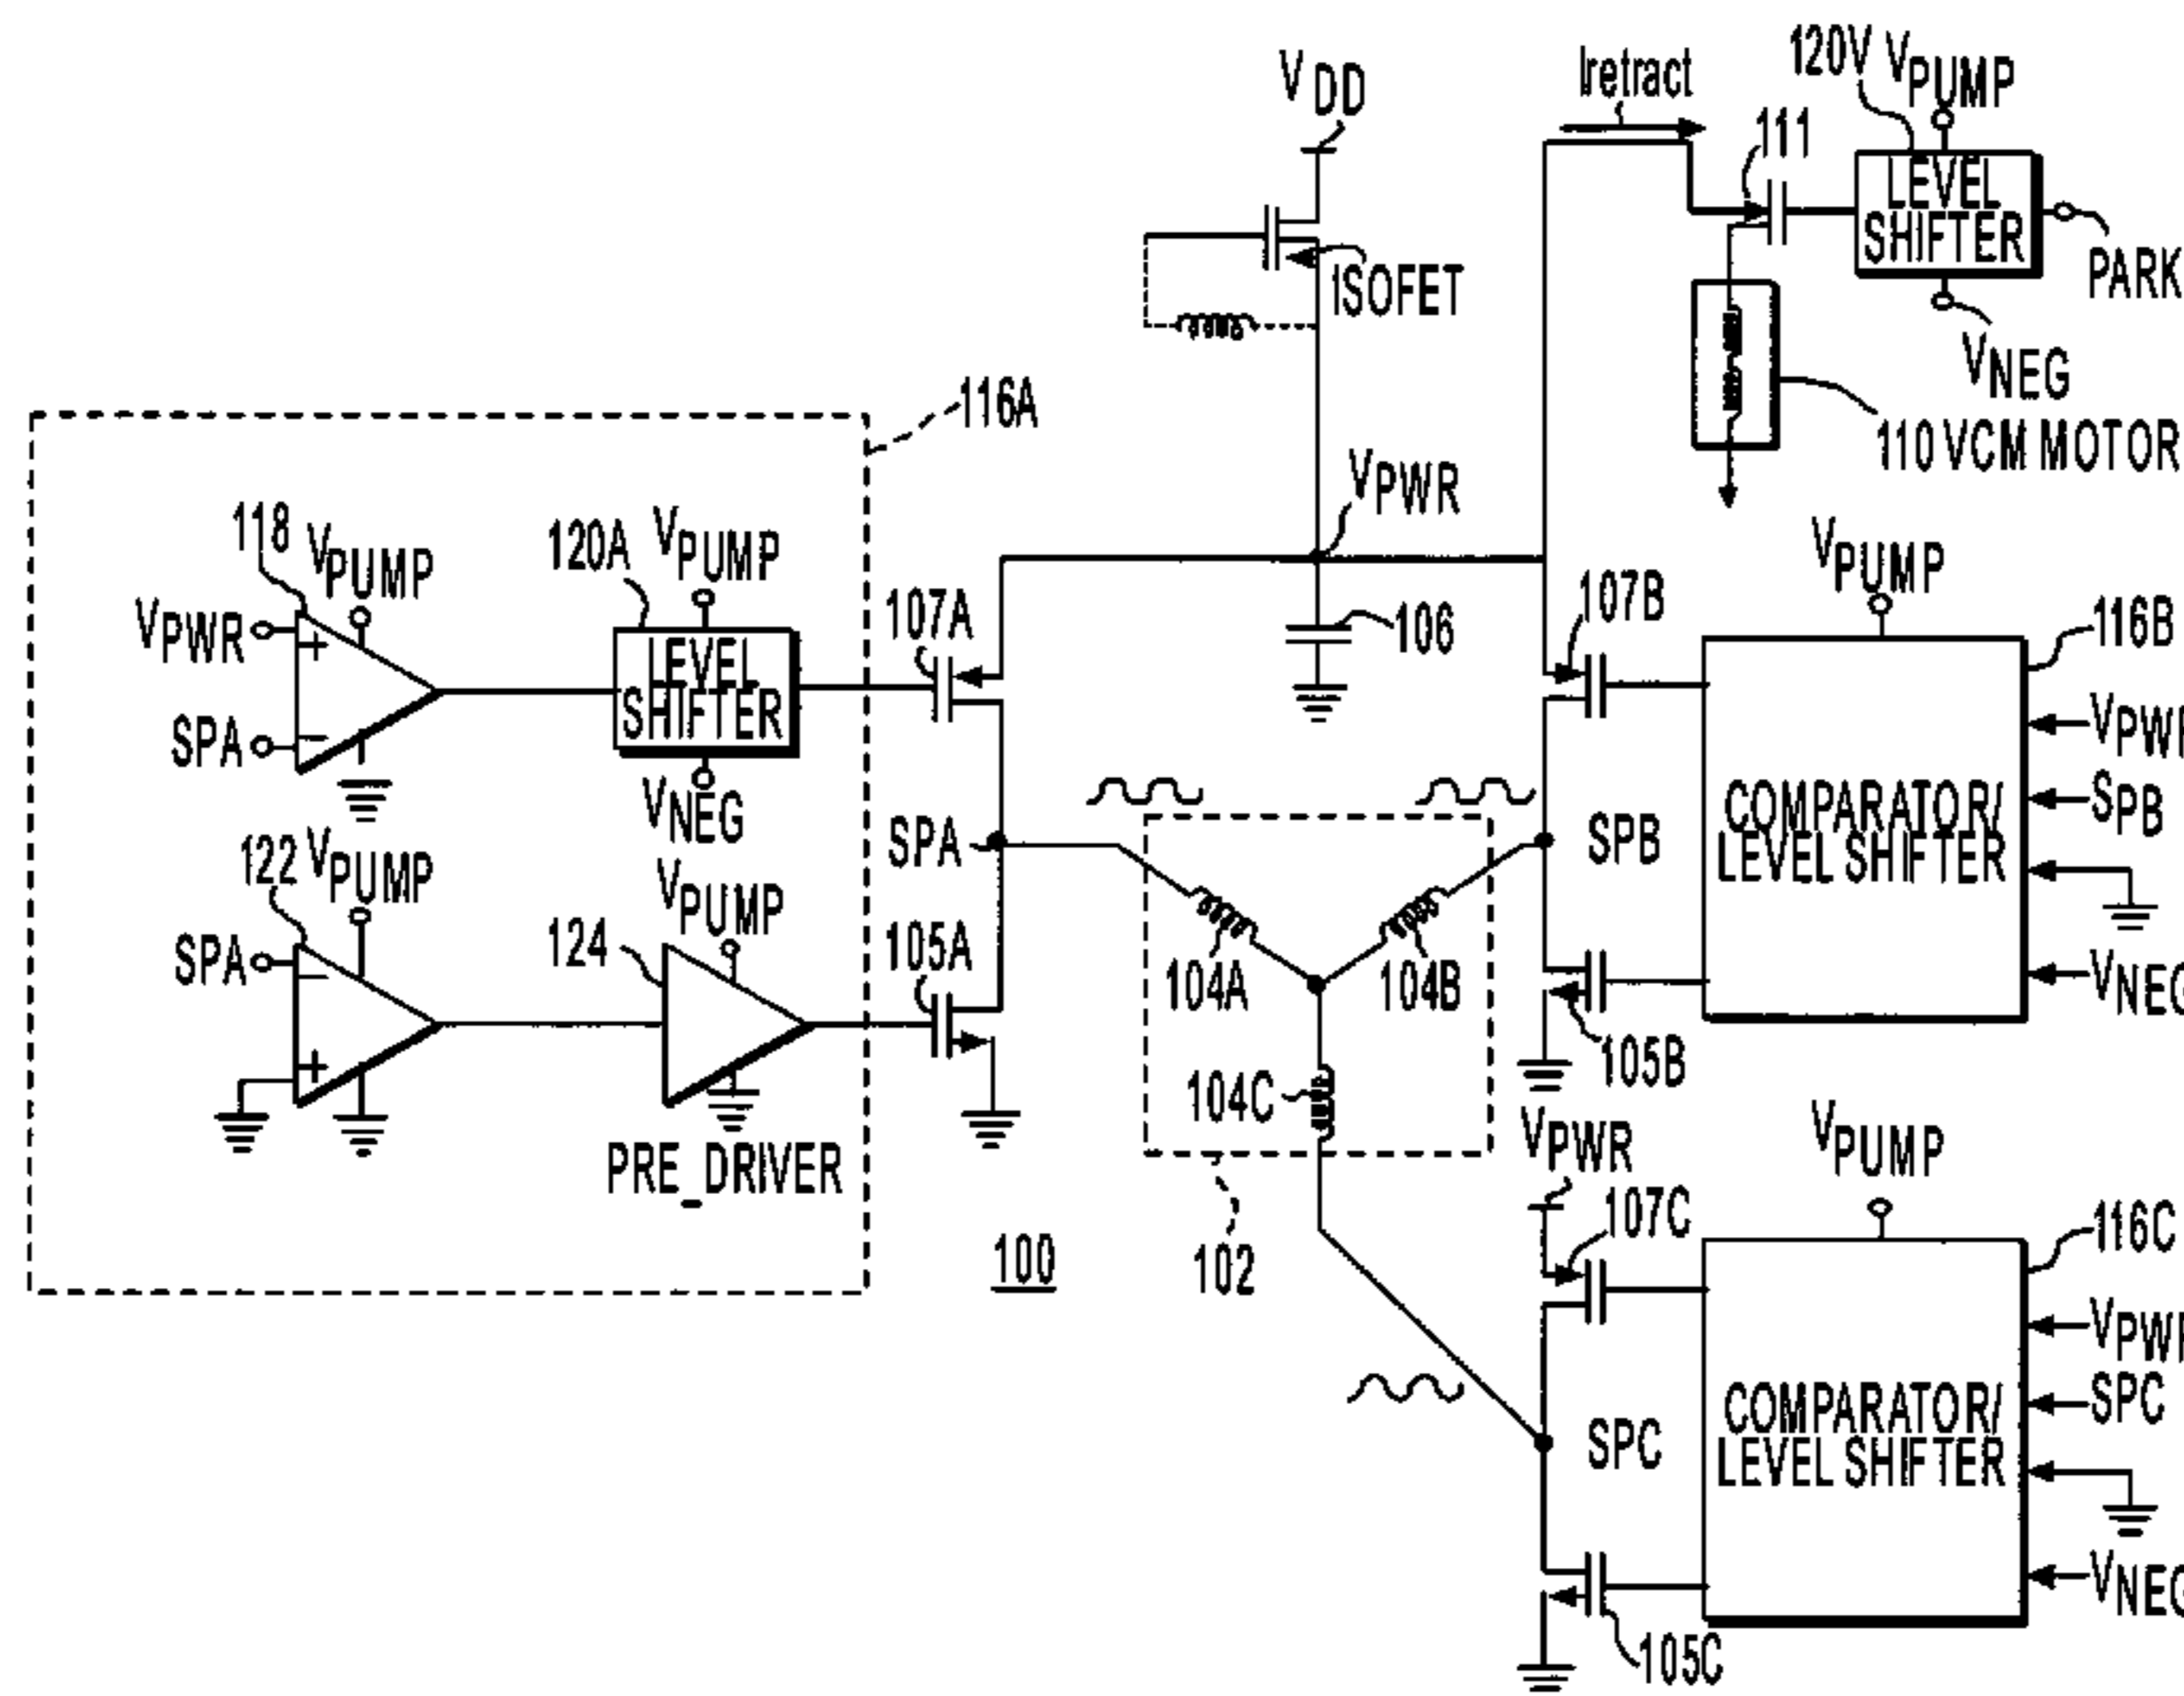 VDD
Iretract
120V VPUMP
111
LEVEL
SHIFTER
PARK
VNEG
ISOFET
110 VCM MOTOR
116A
VPWR
118
VPUMP
120A
VPUMP
VPWR
SPA
LEVEL
SHIFTER
VNEG
107A
106
107B
VPUMP
116B
VPWR
SPB
COMPARATOR/
LEVEL SHIFTER
VNEG
122
VPUMP
SPA
124
VPUMP
PRE_DRIVER
105A
SPA
SPB
104A
104B
104C
105B
102
100
VPWR
107C
VPUMP
116C
VPWR
SPC
COMPARATOR/
LEVEL SHIFTER
SPC
VNEG
105C